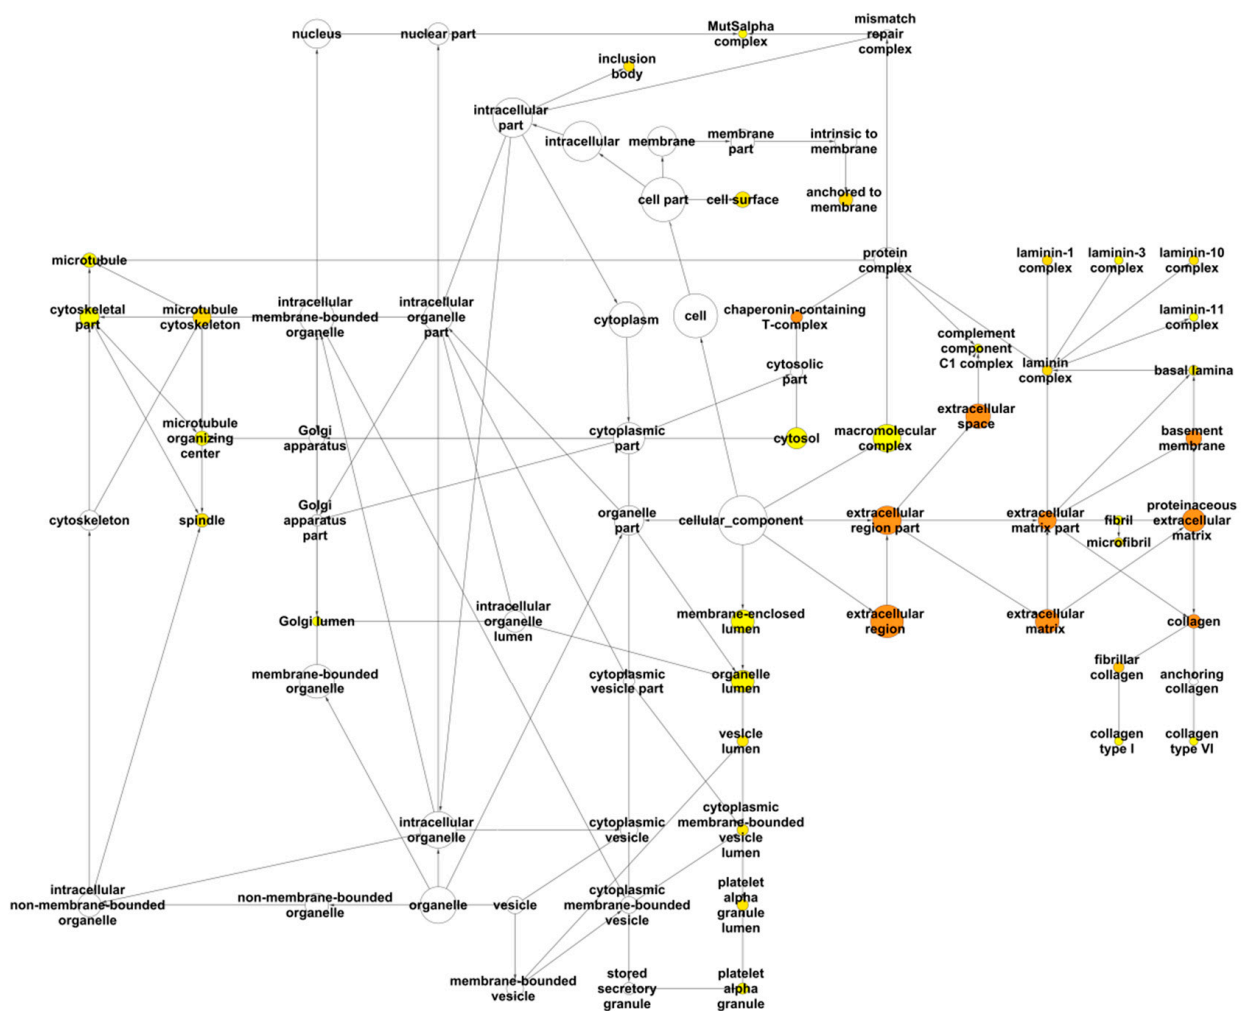 nucleus
nuclear part
MutSalpha
complex
mismatch
repair
complex
inclusion
body
intracellular
part
intracellular
membrane
membrane
part
intrinsic to
membrane
cell part
cell surface
anchored to
membrane
microtubule
protein
complex
laminin-1
complex
laminin-3
complex
laminin-10
complex
cytoskeletal
part
microtubule
cytoskeleton
intracellular
membrane-bounded
organelle
intracellular
organelle
part
cytoplasm
cell
chaperonin-containing
T-complex
laminin-11
complex
complement
component
C1 complex
cytosolic
part
laminin
complex
basal lamina
microtubule
organizing
center
Golgi
apparatus
cytoplasmic
part
cytosol
macromolecular
complex
extracellular
space
basement
membrane
cytoskeleton
spindle
Golgi
apparatus
part
organelle
part
cellular_component
extracellular
region part
extracellular
matrix part
fibril
microfibril
proteinaceous
extracellular
matrix
Golgi lumen
intracellular
organelle
lumen
membrane-enclosed
lumen
extracellular
region
extracellular
matrix
collagen
membrane-bounded
organelle
cytoplasmic
vesicle part
organelle
lumen
fibrillar
collagen
anchoring
collagen
vesicle
lumen
collagen
type I
collagen
type VI
intracellular
organelle
cytoplasmic
vesicle
cytoplasmic
membrane-bounded
vesicle
lumen
intracellular
non-membrane-bounded
organelle
non-membrane-bounded
organelle
organelle
vesicle
cytoplasmic
membrane-bounded
vesicle
platelet
alpha
granule
lumen
membrane-bounded
vesicle
stored
secretory
granule
platelet
alpha
granule